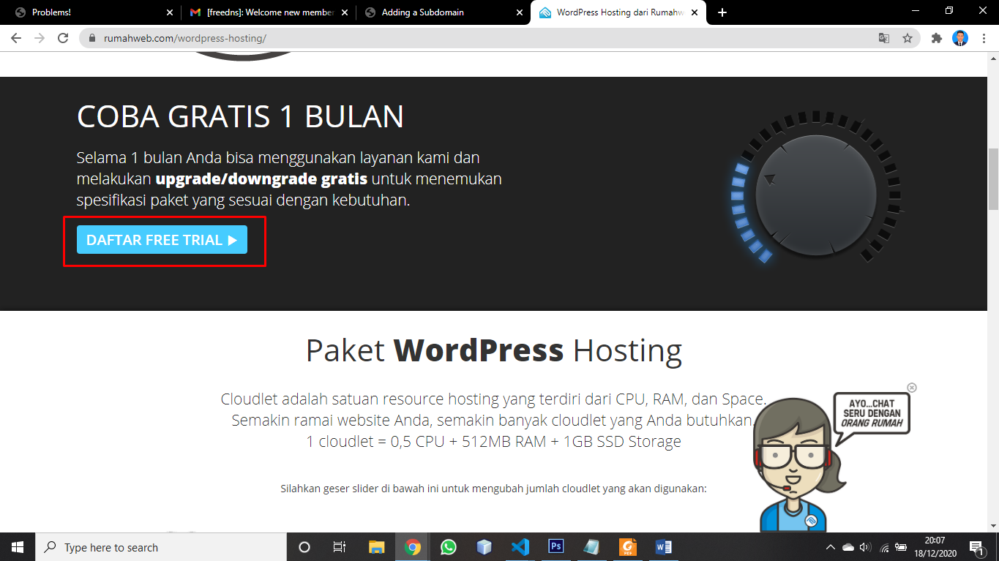 Problems!
[freedns]: Welcome new member
Adding a Subdomain
WordPress Hosting dari Rumahw
rumahweb.com/wordpress-hosting/
COBA GRATIS 1 BULAN
Selama 1 bulan Anda bisa menggunakan layanan kami dan
melakukan upgrade/downgrade gratis untuk menemukan
spesifikasi paket yang sesuai dengan kebutuhan.
DAFTAR FREE TRIAL
Paket WordPress Hosting
Cloudlet adalah satuan resource hosting yang terdiri dari CPU, RAM, dan Space.
Semakin ramai website Anda, semakin banyak cloudlet yang Anda butuhkan.
1 cloudlet = 0,5 CPU + 512MB RAM + 1GB SSD Storage
AYO...CHAT
SERU DENGAN
ORANG RUMAH
Silahkan geser slider di bawah ini untuk mengubah jumlah cloudlet yang akan digunakan:
Type here to search
Ps
PDF
W
20:07
18/12/2020
1